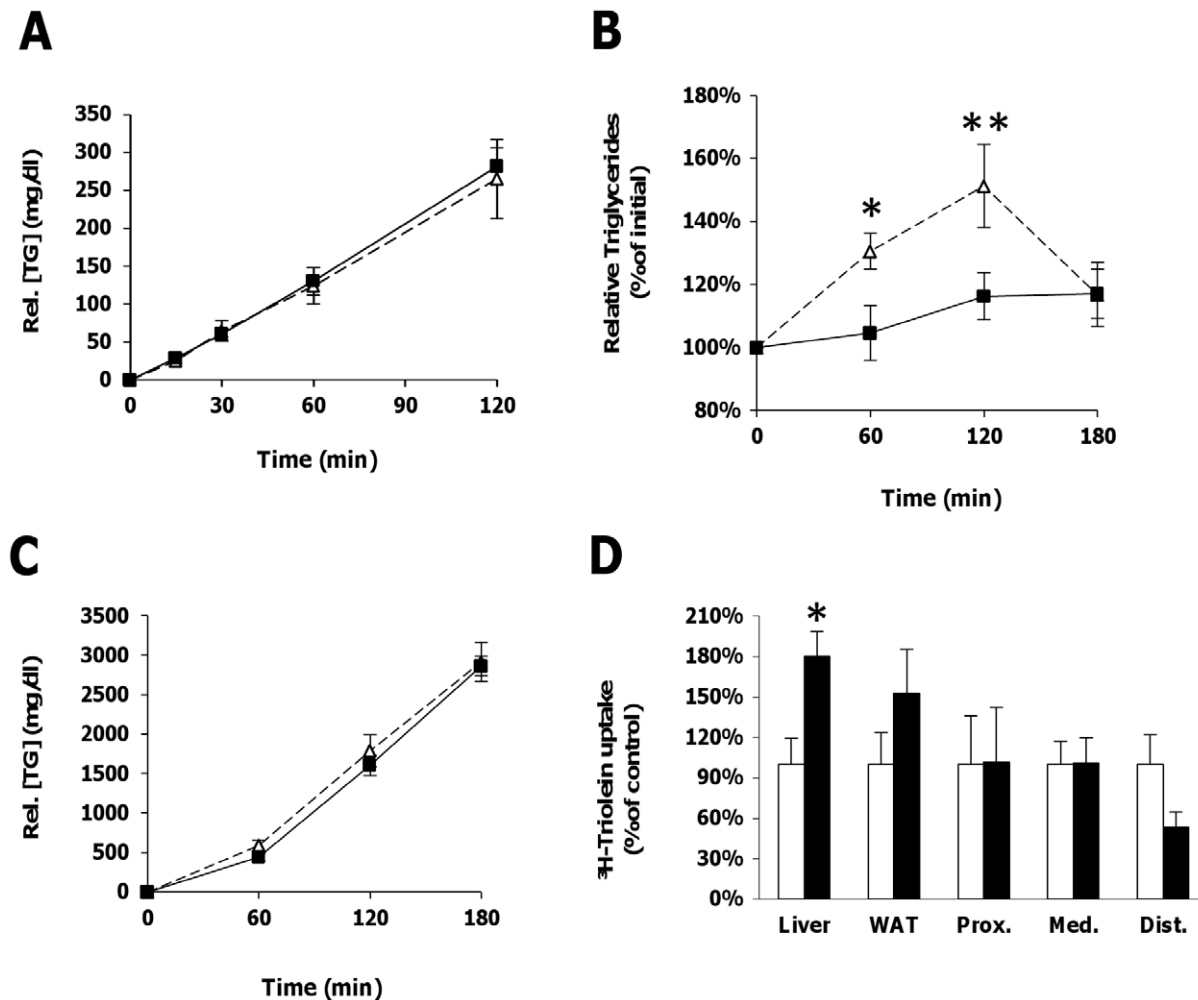 A
Rel. [TG] (mg/dl)
350
300
250
200
150
100
50
0
0 30 60 90 120
Time (min)
B
Relative Triglycerides
(% of initial)
180%
160%
140%
120%
100%
80%
*
**
0 60 120 180
Time (min)
C
Rel. [TG] (mg/dl)
3500
3000
2500
2000
1500
1000
500
0
0 60 120 180
Time (min)
D
³H-Triolein uptake
(% of control)
210%
180%
150%
120%
90%
60%
30%
0%
*
Liver WAT Prox. Med. Dist.